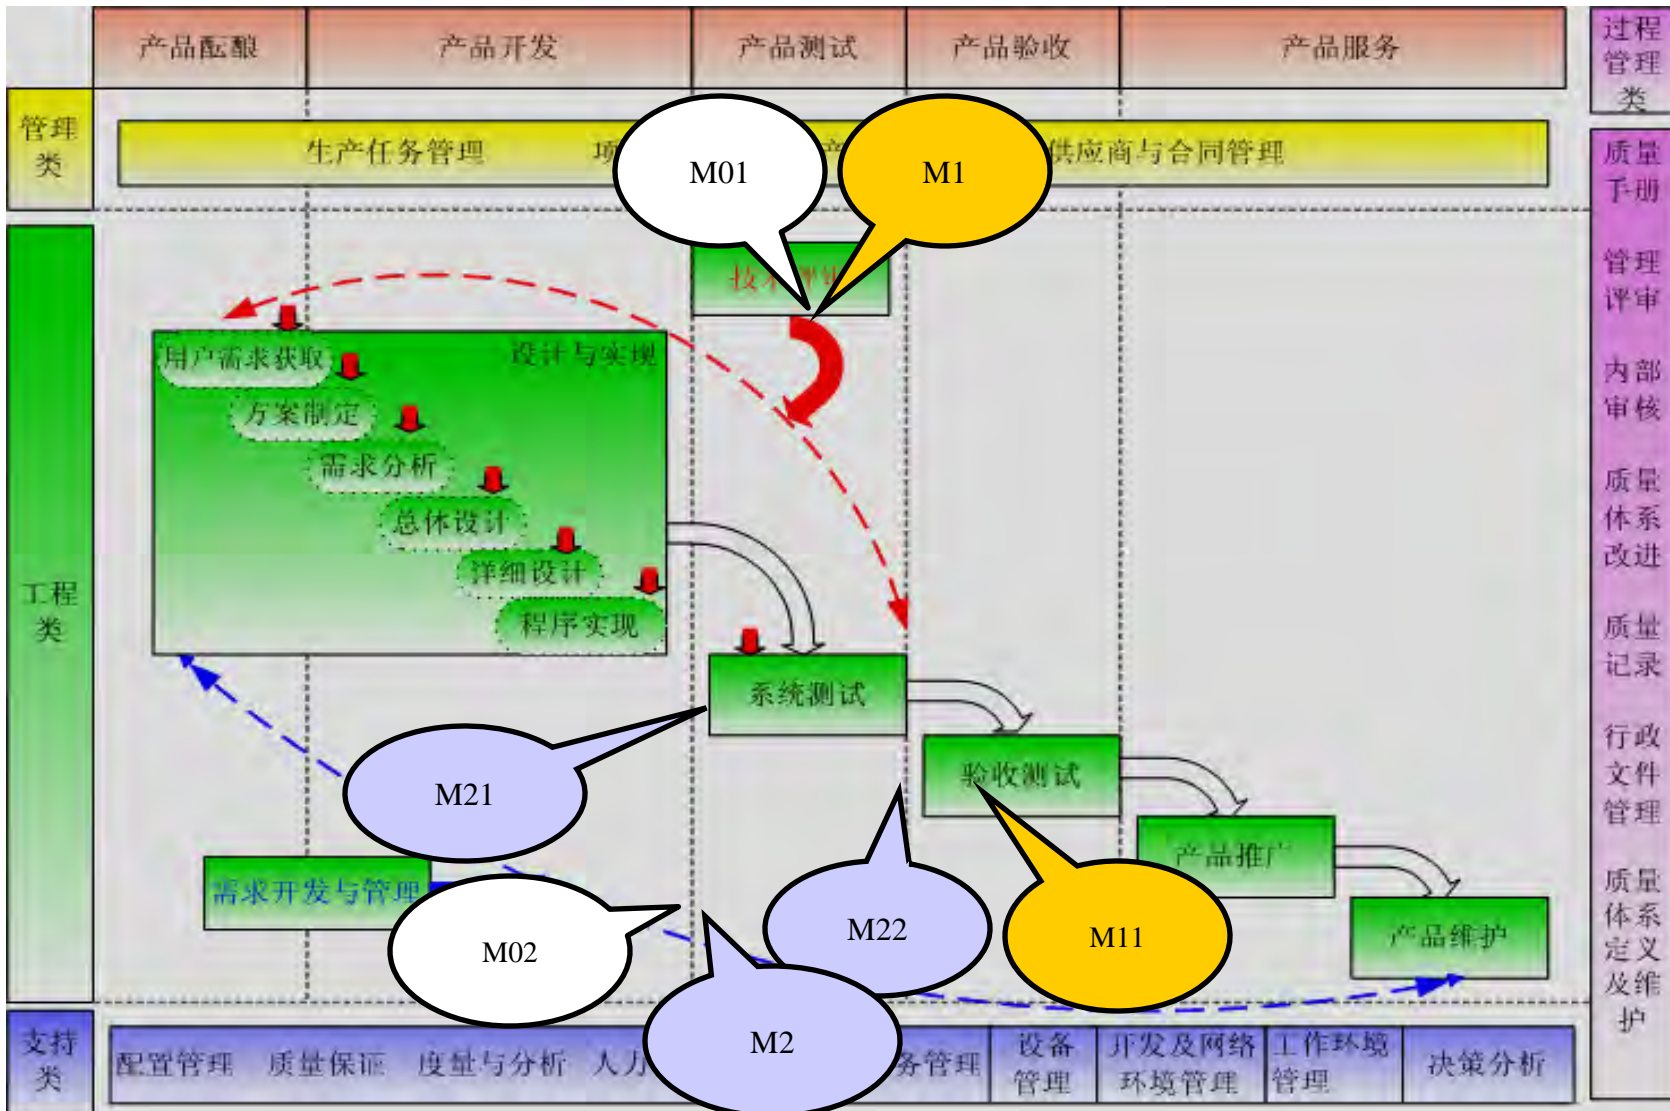 产品酝酿
产品开发
产品测试
产品验收
产品服务
过程
管理
类
管理
类
生产任务管理
项
产
供应商与合同管理
M01
M1
质量
手册
管理
评审
内部
审核
质量
体系
改进
质量
记录
行政
文件
管理
质量
体系
定义
及维
护
工程
类
技术评审
用户需求获取
设计与实现
方案制定
需求分析
总体设计
详细设计
程序实现
系统测试
验收测试
产品推广
产品维护
M21
需求开发与管理
M02
M22
M11
M2
支持
类
配置管理
质量保证
度量与分析
人力
务管理
设备
管理
开发及网络
环境管理
工作环境
管理
决策分析